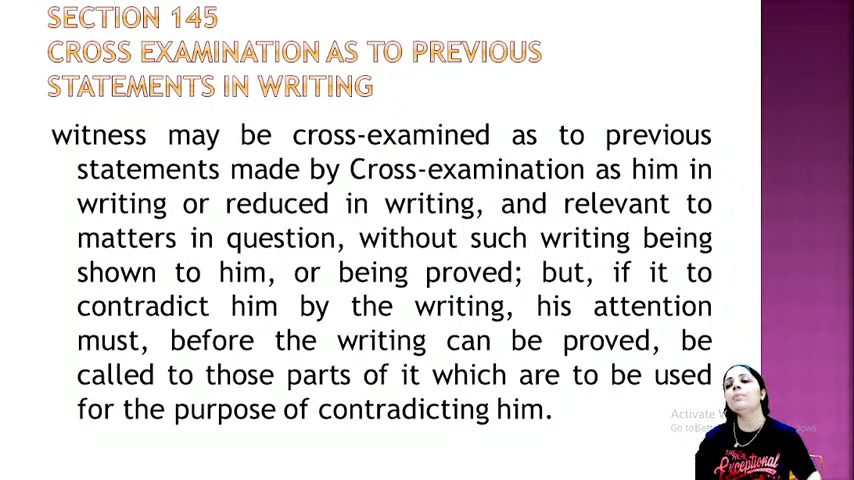 SECTION 145
CROSS EXAMINATION AS TO PREVIOUS
STATEMENTS IN WRITING
witness may be cross-examined as to previous
statements made by Cross-examination as him in
writing or reduced in writing, and relevant to
matters in question, without such writing being
shown to him, or being proved; but, if it to
contradict him by the writing, his attention
must, before the writing can be proved, be
called to those parts of it which are to be used
for the purpose of contradicting him.
Activate
Go to
Exceptional